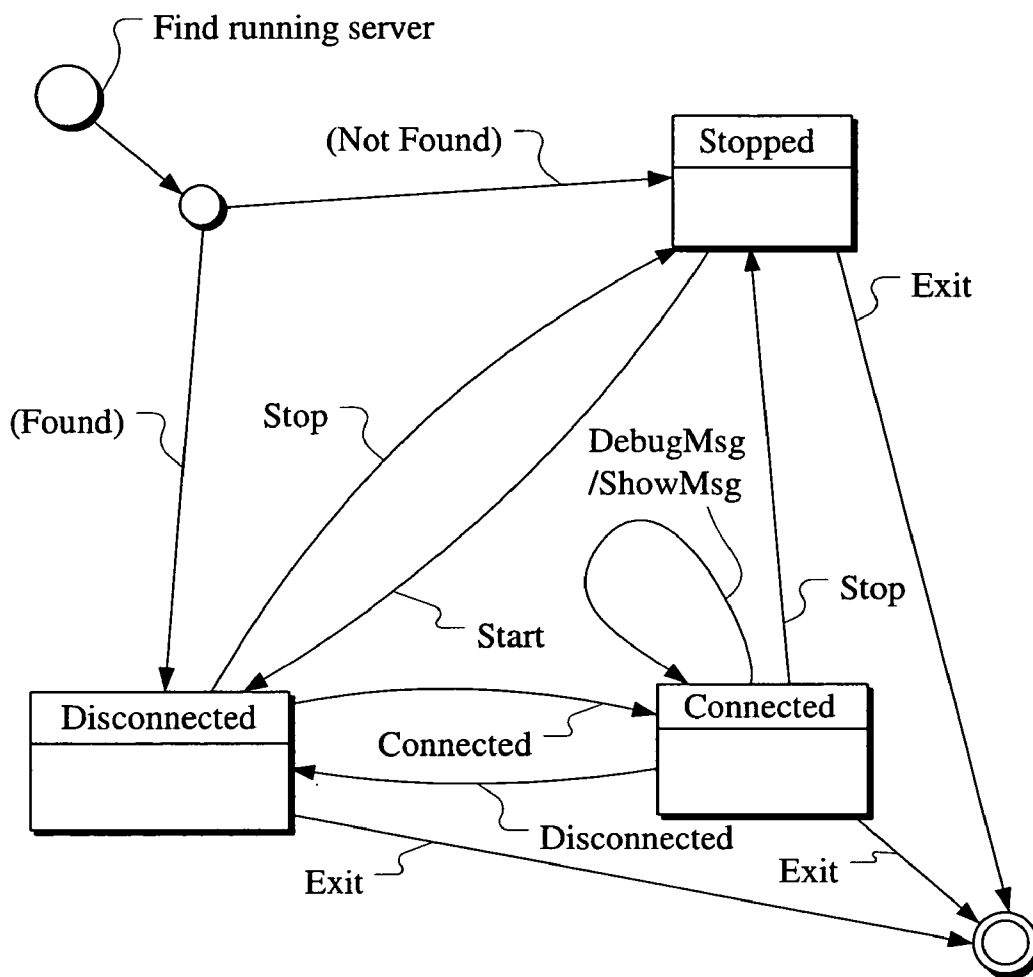 Find running server
(Not Found)
Stopped
Exit
(Found)
Stop
DebugMsg
/ShowMsg
Stop
Start
Disconnected
Connected
Connected
Disconnected
Exit
Exit